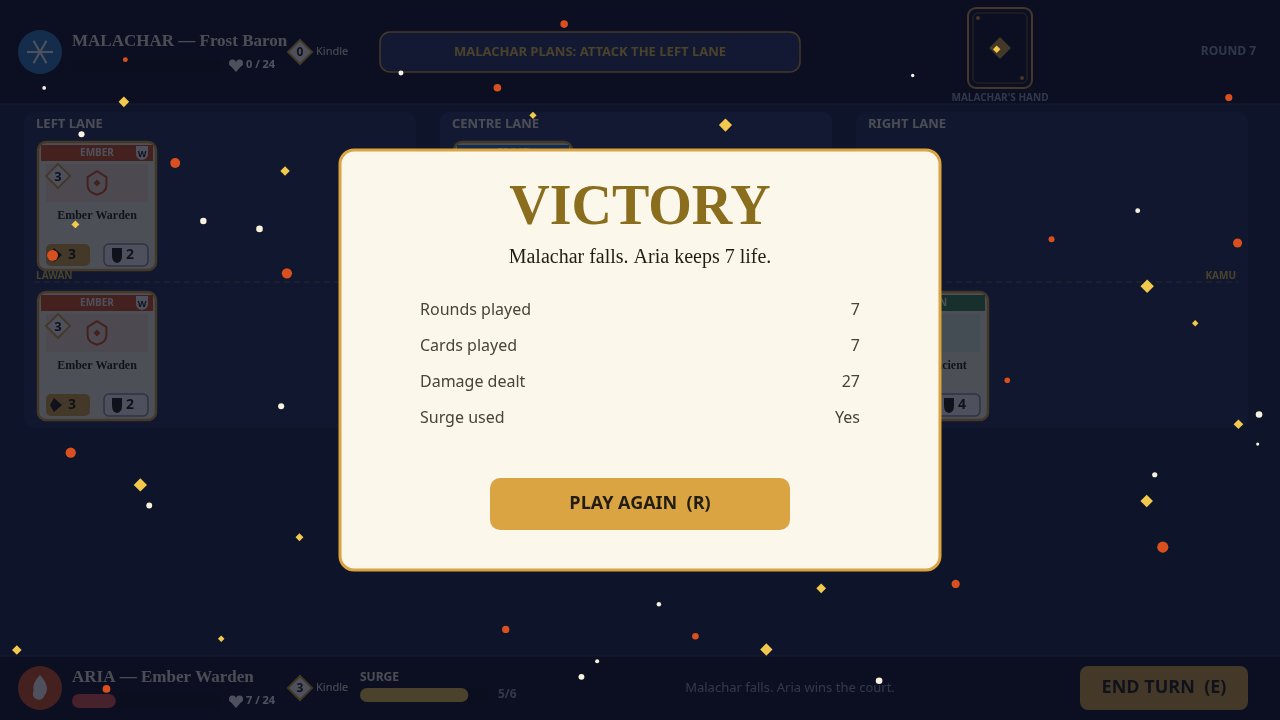 MALACHAR — Frost Baron
0 / 24
0 Kindle
MALACHAR PLANS: ATTACK THE LEFT LANE
MALACHAR'S HAND
ROUND 7
LEFT LANE
CENTRE LANE
RIGHT LANE
EMBER W
3
Ember Warden
3 2
LAWAN
KAMU
EMBER W
3
Ember Warden
3 2
4
VICTORY
Malachar falls. Aria keeps 7 life.
Rounds played 7
Cards played 7
Damage dealt 27
Surge used Yes
PLAY AGAIN (R)
ARIA — Ember Warden
7 / 24
3 Kindle
SURGE
5/6
Malachar falls. Aria wins the court.
END TURN (E)